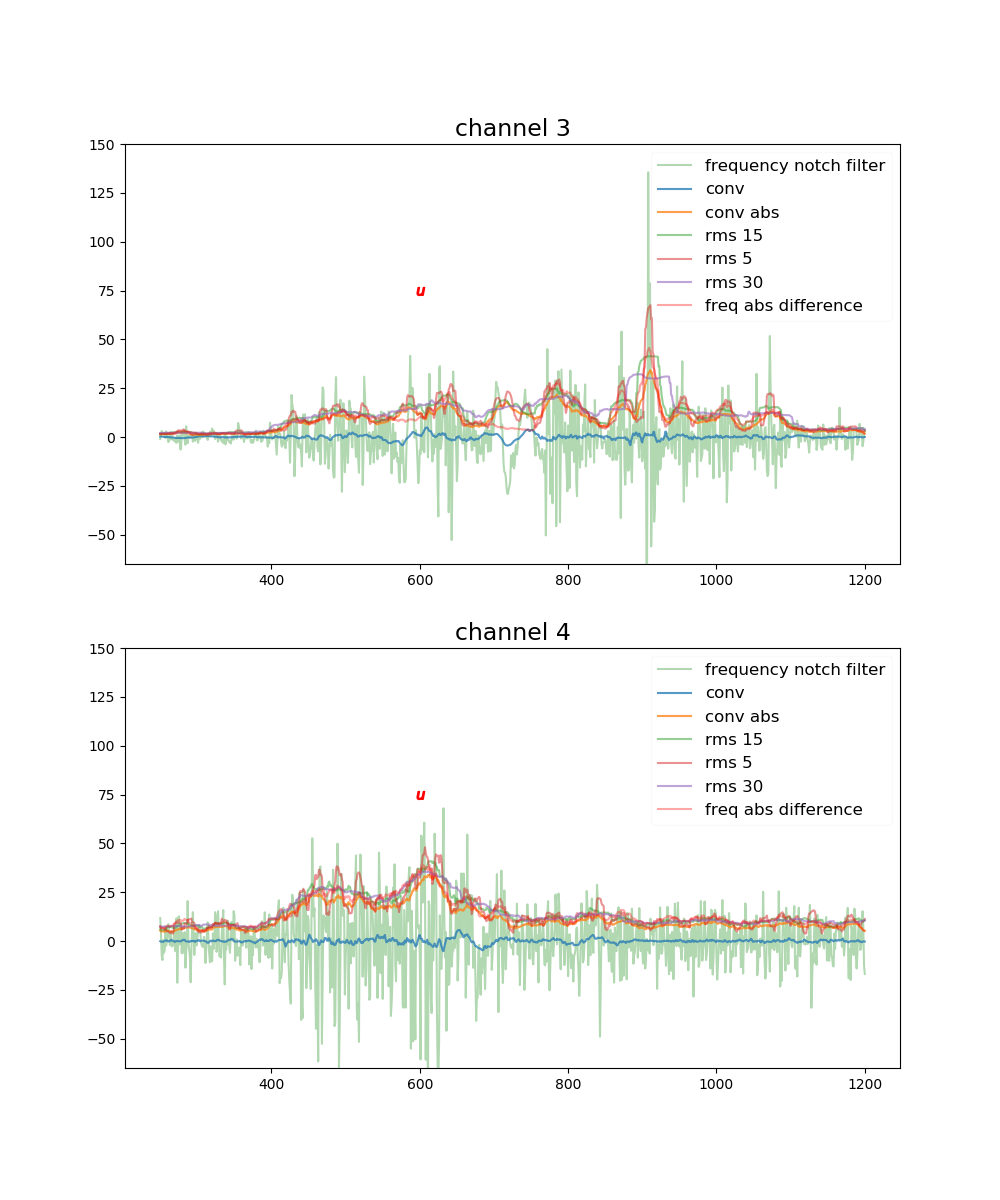 channel 3
150
125
100
75
50
25
0
−25
−50
400 600 800 1000 1200
frequency notch filter
conv
conv abs
rms 15
rms 5
rms 30
freq abs difference
u
channel 4
150
125
100
75
50
25
0
−25
−50
400 600 800 1000 1200
frequency notch filter
conv
conv abs
rms 15
rms 5
rms 30
freq abs difference
u